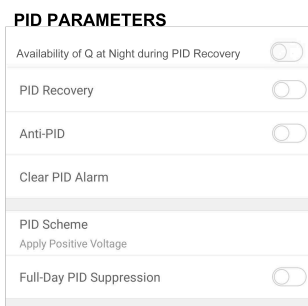 PID PARAMETERS
Availability of Q at Night during PID Recovery
PID Recovery
Anti-PID
Clear PID Alarm
PID Scheme
Apply Positive Voltage
Full-Day PID Suppression